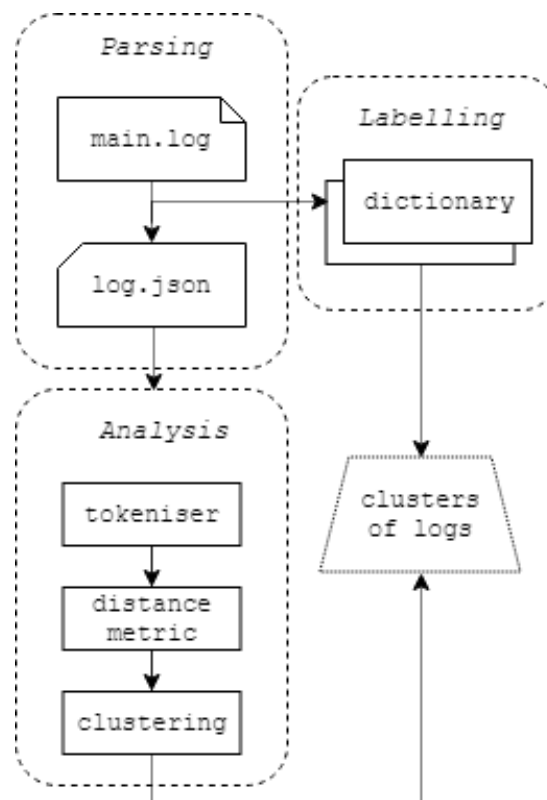 Parsing
main.log
log.json
Labelling
dictionary
Analysis
tokeniser
distance
metric
clustering
clusters
of logs